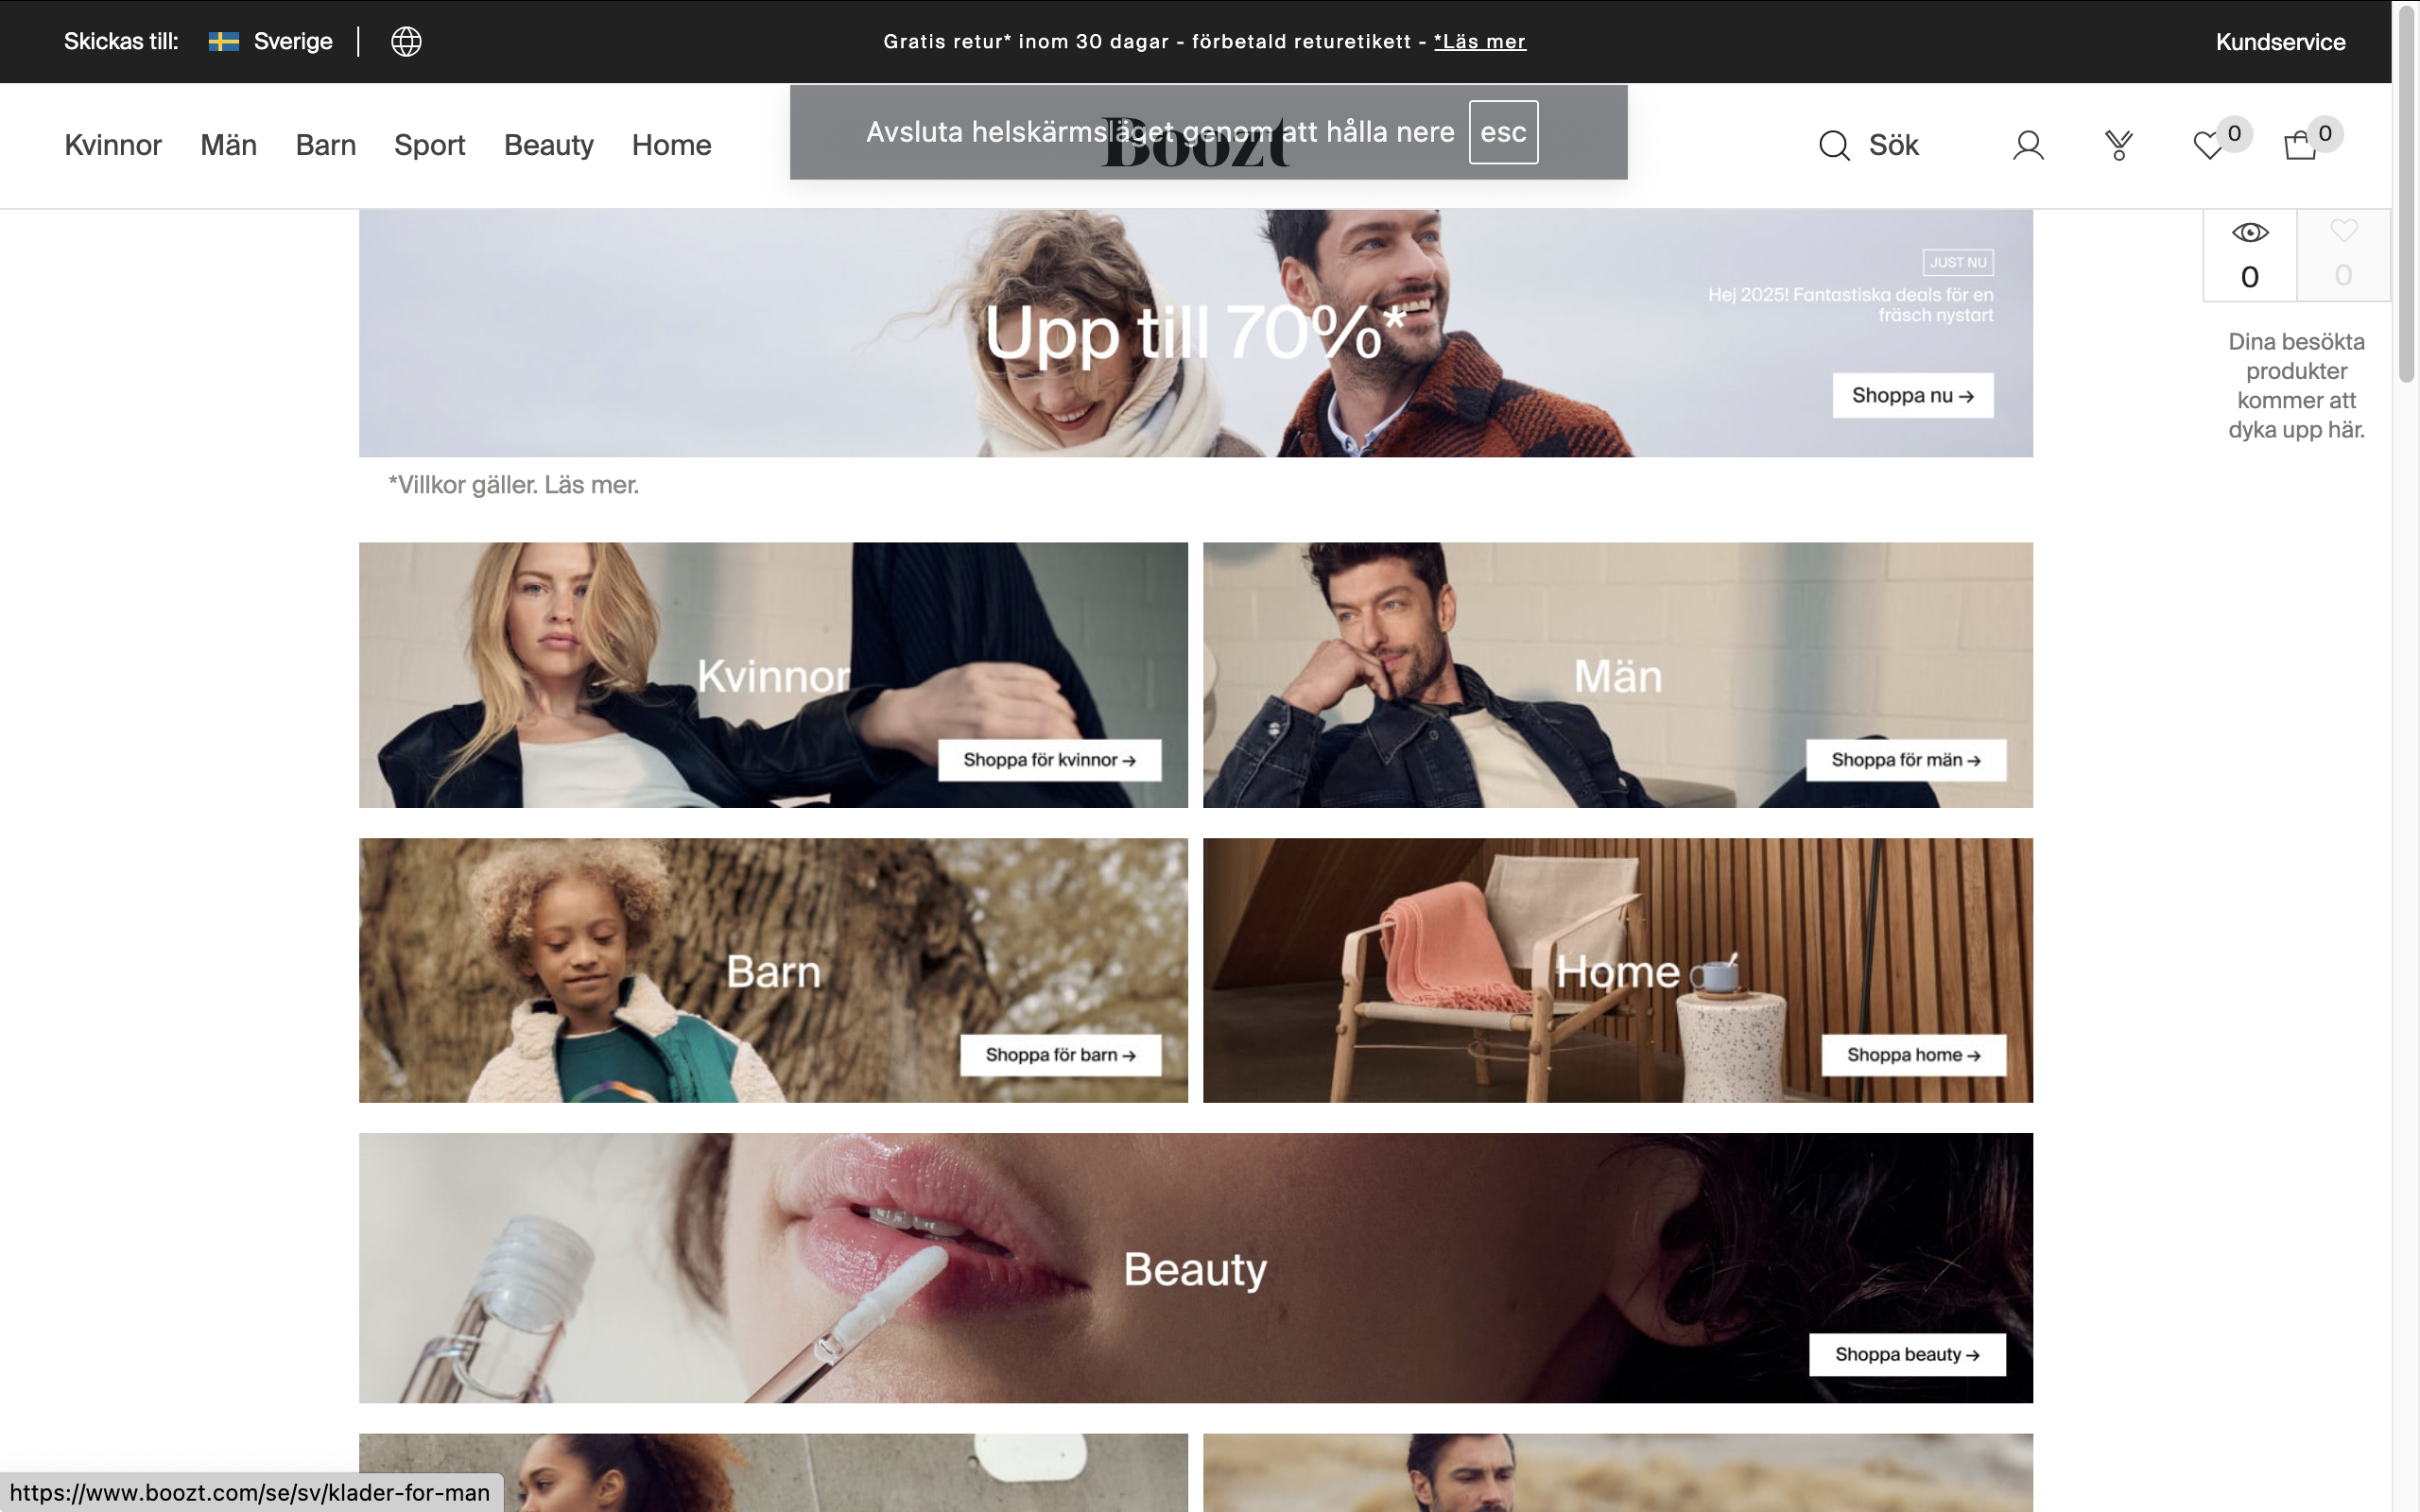 Skickas till: Sverige
Gratis retur* inom 30 dagar - förbetald returetikett - *Läs mer
Kundservice
Kvinnor Män Barn Sport Beauty Home
Boozt
Avsluta helskärmsläget genom att hålla nere esc
Sök
0
0
Upp till 70%*
JUST NU
Hej 2025! Fantastiska deals för en
fräsch nystart
Shoppa nu →
0
0
Dina besökta
produkter
kommer att
dyka upp här.
*Villkor gäller. Läs mer.
Kvinnor
Shoppa för kvinnor →
Män
Shoppa för män →
Barn
Shoppa för barn →
Home
Shoppa home →
Beauty
Shoppa beauty →
https://www.boozt.com/se/sv/klader-for-man